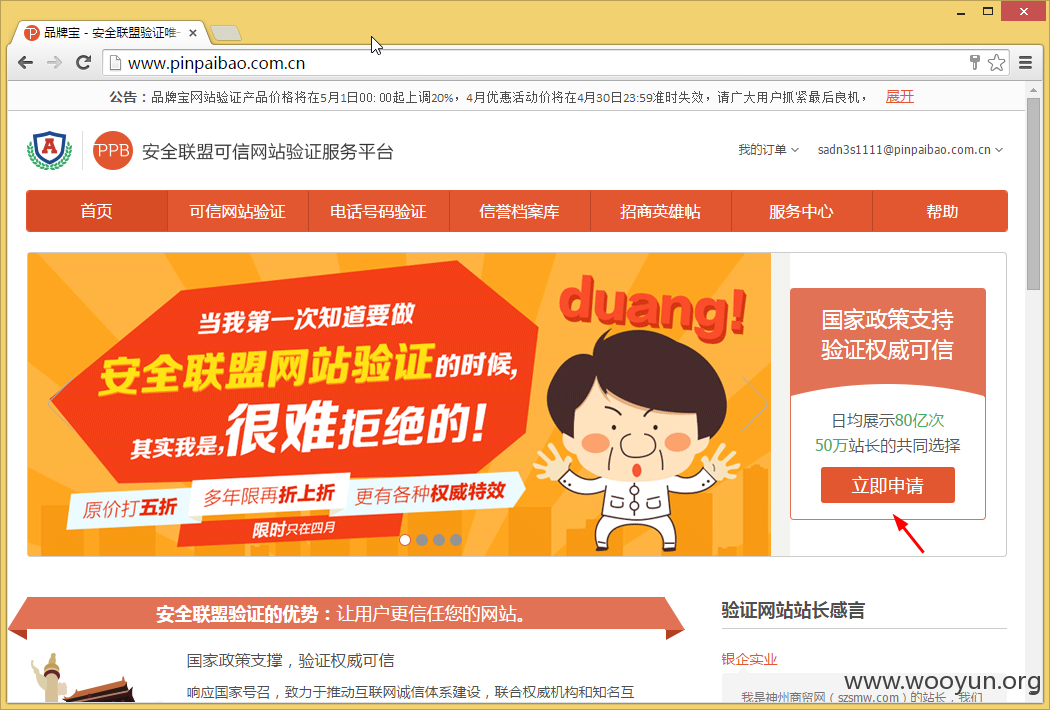 品牌宝 - 安全联盟验证唯
www.pinpaibao.com.cn
公告：品牌宝网站验证产品价格将在5月1日00:00起上调20%，4月优惠活动价将在4月30日23:59准时失效，请广大用户抓紧最后良机，
展开
A
PPB
安全联盟可信网站验证服务平台
我的订单
sadn3s1111@pinpaibao.com.cn
首页
可信网站验证
电话号码验证
信誉档案库
招商英雄帖
服务中心
帮助
当我第一次知道要做
安全联盟网站验证的时候,
其实我是,很难拒绝的!
原价打五折
多年限再折上折
更有各种权威特效
限时只在四月
duang!
国家政策支持
验证权威可信
日均展示80亿次
50万站长的共同选择
立即申请
安全联盟验证的优势：让用户更信任您的网站。
国家政策支撑，验证权威可信
响应国家号召，致力于推动互联网诚信体系建设，联合权威机构和知名互
验证网站站长感言
银企实业
我是神州商贸网（szsmw.com）的站长，我们
www.wooyun.org